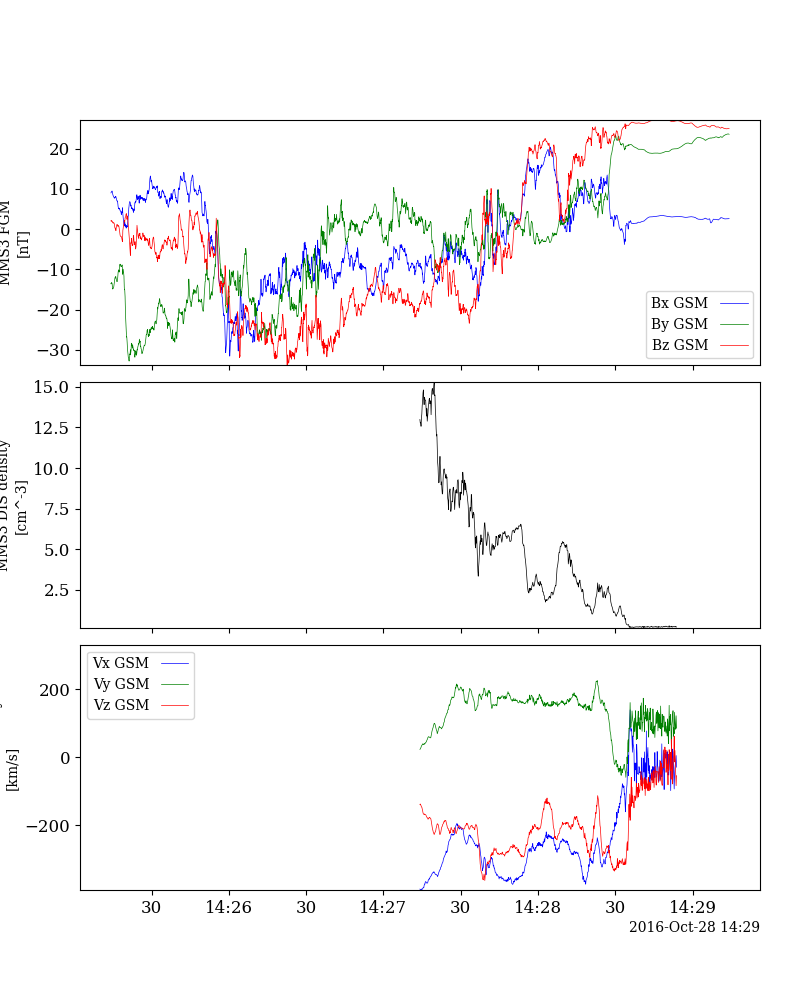 MMS3 FGM
[nT]
20
10
0
−10
−20
−30
Bx GSM
By GSM
Bz GSM
MMS3 DIS density
[cm^-3]
15.0
12.5
10.0
7.5
5.0
2.5
Vx GSM
Vy GSM
Vz GSM
[km/s]
200
0
−200
30 14:26 30 14:27 30 14:28 30 14:29
2016-Oct-28 14:29